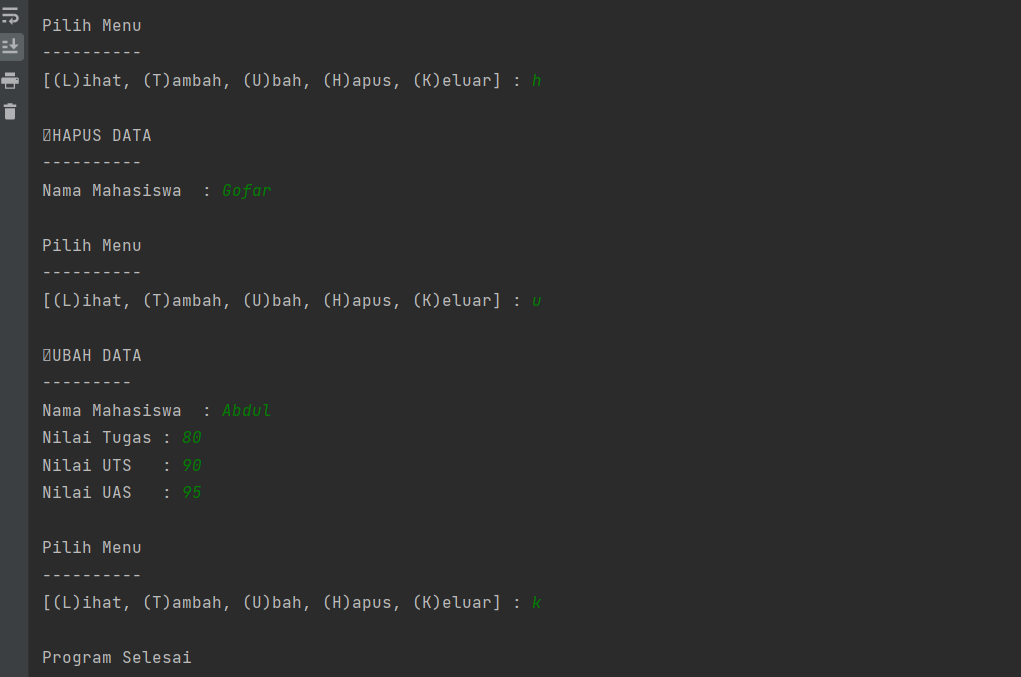 Pilih Menu
----------
[(L)ihat, (T)ambah, (U)bah, (H)apus, (K)eluar] : h
HAPUS DATA
----------
Nama Mahasiswa  : Gofar
Pilih Menu
----------
[(L)ihat, (T)ambah, (U)bah, (H)apus, (K)eluar] : u
UBAH DATA
---------
Nama Mahasiswa  : Abdul
Nilai Tugas : 80
Nilai UTS   : 90
Nilai UAS   : 95
Pilih Menu
----------
[(L)ihat, (T)ambah, (U)bah, (H)apus, (K)eluar] : k
Program Selesai